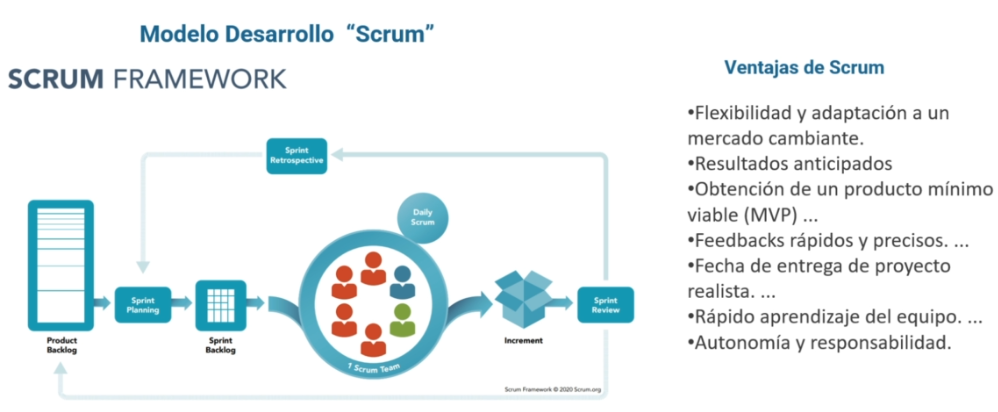 Modelo Desarrollo “Scrum”
SCRUM FRAMEWORK
Sprint
Retrospective
Daily
Scrum
Sprint
Planning
Sprint
Review
Product
Backlog
Sprint
Backlog
1 Scrum Team
Increment
Scrum Framework © 2020 Scrum.org
Ventajas de Scrum
•Flexibilidad y adaptación a un
mercado cambiante.
•Resultados anticipados
•Obtención de un producto mínimo
viable (MVP) ...
•Feedbacks rápidos y precisos. ...
•Fecha de entrega de proyecto
realista. ...
•Rápido aprendizaje del equipo. ...
•Autonomía y responsabilidad.